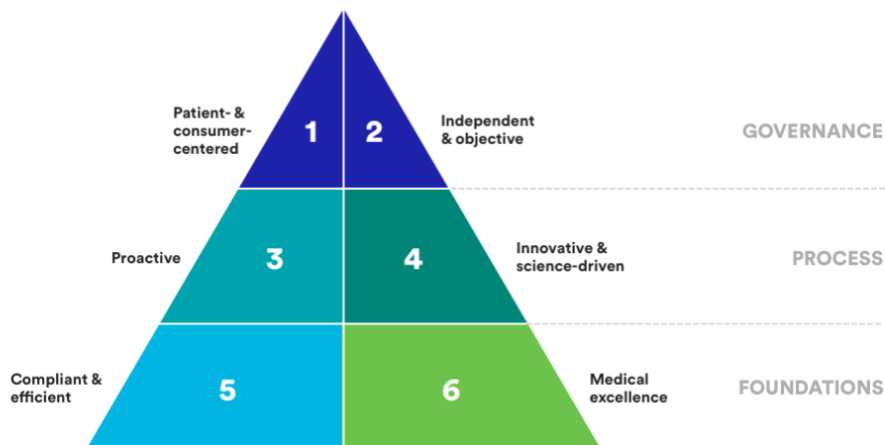 Patient- &
consumer-
centered
1
2
Independent
& objective
GOVERNANCE
Proactive
3
4
Innovative &
science-driven
PROCESS
Compliant &
efficient
5
6
Medical
excellence
FOUNDATIONS